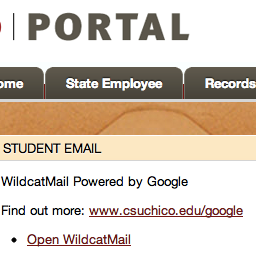 PORTAL
State Employee Records
STUDENT EMAIL
WildcatMail Powered by Google
Find out more: www.csuchico.edu/google
Open WildcatMail